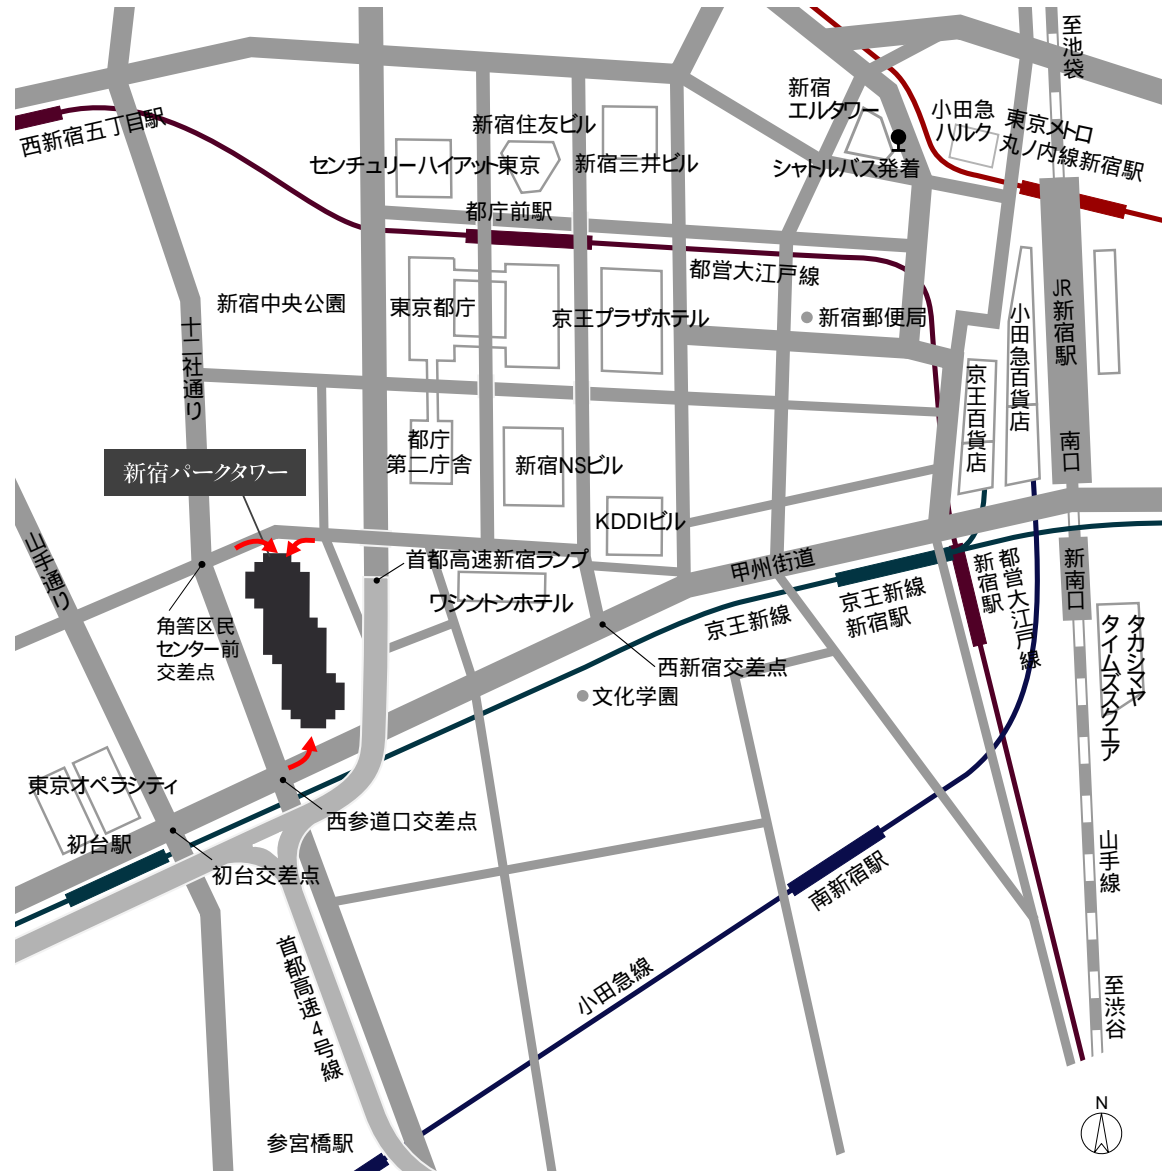 至池袋
新宿
エルタワー
小田急
ハルク
東京メトロ
丸ノ内線新宿駅
西新宿五丁目駅
新宿住友ビル
センチュリーハイアット東京
新宿三井ビル
シャトルバス発着
都庁前駅
都営大江戸線
新宿中央公園
東京都庁
京王プラザホテル
新宿郵便局
JR新宿駅
小田急百貨店
京王百貨店
十二社通り
都庁
第二庁舎
新宿NSビル
南口
新宿パークタワー
KDDIビル
山手通り
首都高速新宿ランプ
甲州街道
ワシントンホテル
京王新線
新宿駅
都営大江戸線
新宿駅
新南口
京王新線
角筈区民
センター前
交差点
西新宿交差点
文化学園
タカシマヤ
タイムズスクエア
東京オペラシティ
初台駅
西参道口交差点
初台交差点
南新宿駅
山手線
首都高速4号線
小田急線
至渋谷
参宮橋駅
N